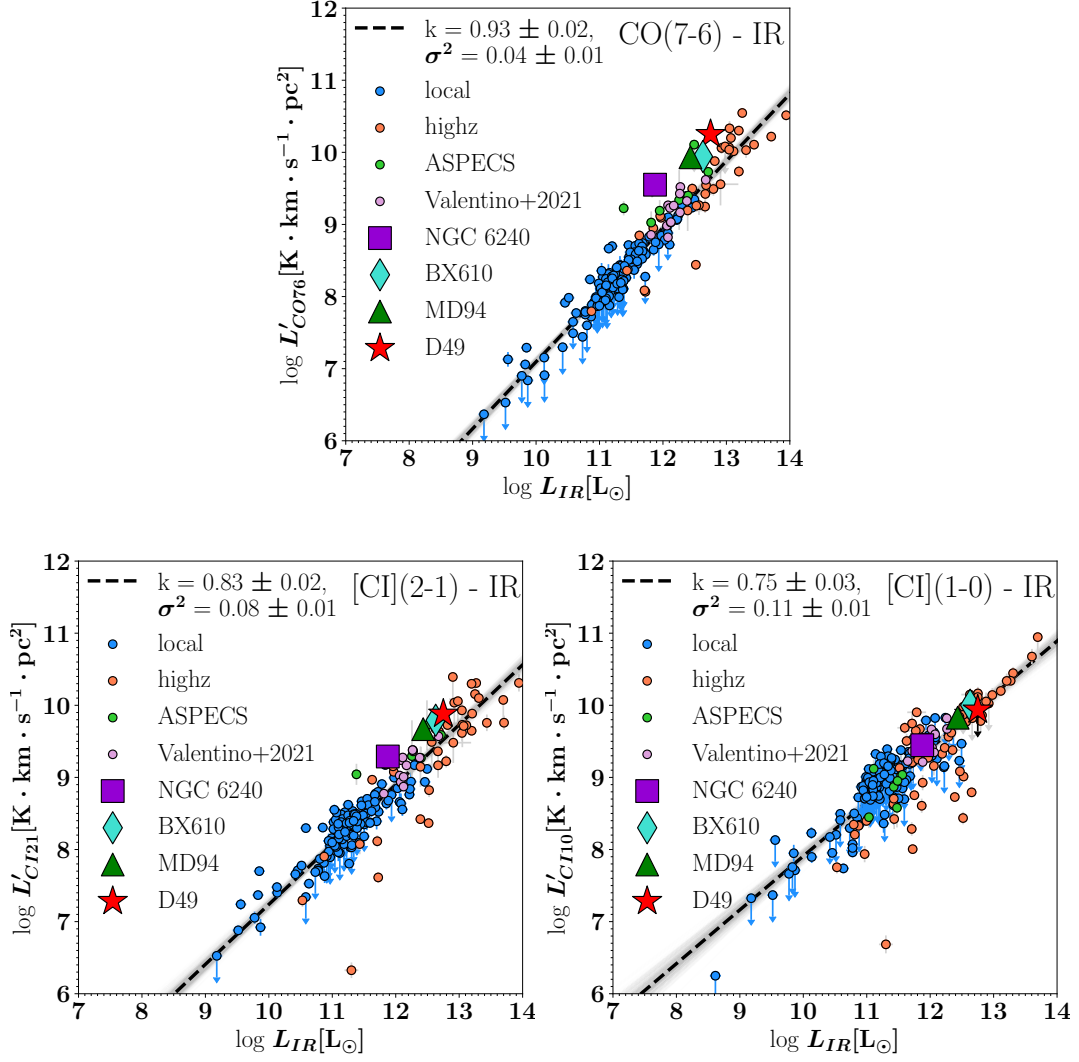 12
11
10
9
8
7
6
k = 0.93 ± 0.02,
σ² = 0.04 ± 0.01
CO(7-6) - IR
local
highz
ASPECS
Valentino+2021
NGC 6240
BX610
MD94
D49
log L′_CO76[K · km · s⁻¹ · pc²]
7 8 9 10 11 12 13 14
log L_IR[L_⊙]
12
11
10
9
8
7
6
k = 0.83 ± 0.02,
σ² = 0.08 ± 0.01
[CI](2-1) - IR
local
highz
ASPECS
Valentino+2021
NGC 6240
BX610
MD94
D49
log L′_CI21[K · km · s⁻¹ · pc²]
7 8 9 10 11 12 13 14
log L_IR[L_⊙]
12
11
10
9
8
7
6
k = 0.75 ± 0.03,
σ² = 0.11 ± 0.01
[CI](1-0) - IR
local
highz
ASPECS
Valentino+2021
NGC 6240
BX610
MD94
D49
log L′_CI10[K · km · s⁻¹ · pc²]
7 8 9 10 11 12 13 14
log L_IR[L_⊙]